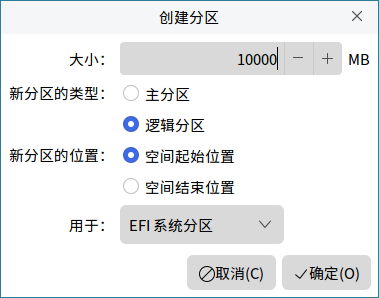 创建分区
大小： 10000 MB
新分区的类型： 主分区
逻辑分区
新分区的位置： 空间起始位置
空间结束位置
用于： EFI 系统分区
取消(C) 确定(O)